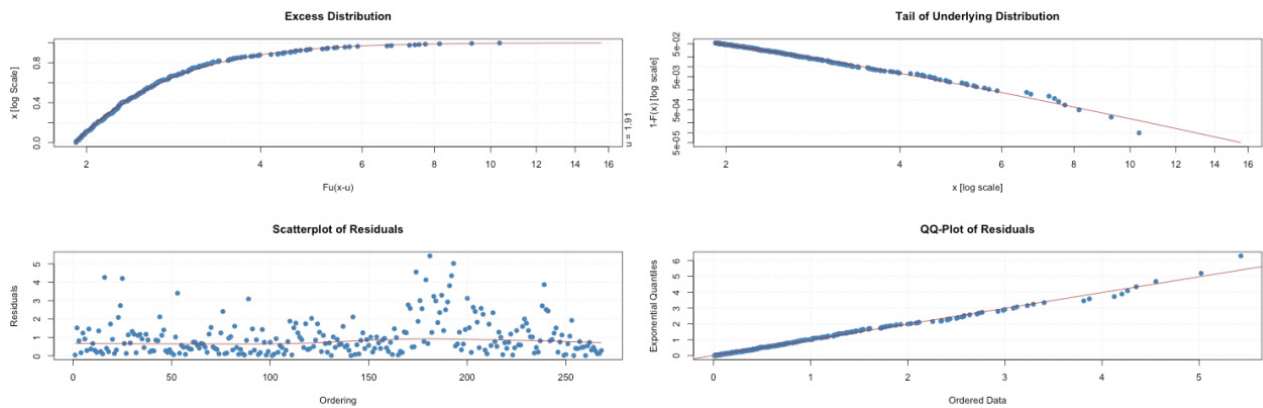 Excess Distribution
x [log Scale]
0.0 0.4 0.8
2 4 6 8 10 12 14 16
Fu(x-u)
u = 1.91
Tail of Underlying Distribution
1-F(x) [log scale]
5e-05 5e-04 5e-03 5e-02
2 4 6 8 10 12 14 16
x [log scale]
Scatterplot of Residuals
Residuals
0 1 2 3 4 5
0 50 100 150 200 250
Ordering
QQ-Plot of Residuals
Exponential Quantiles
0 1 2 3 4 5 6
0 1 2 3 4 5
Ordered Data